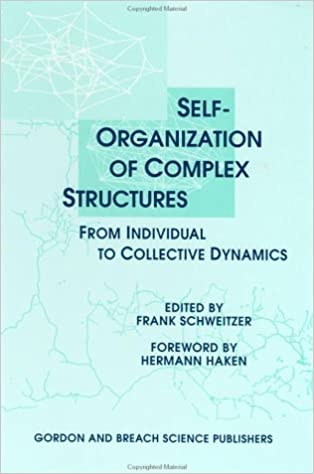 SELF-
ORGANIZATION
OF COMPLEX
STRUCTURES
FROM INDIVIDUAL
TO COLLECTIVE DYNAMICS
EDITED BY
FRANK SCHWEITZER
FOREWORD BY
HERMANN HAKEN
GORDON AND BREACH SCIENCE PUBLISHERS